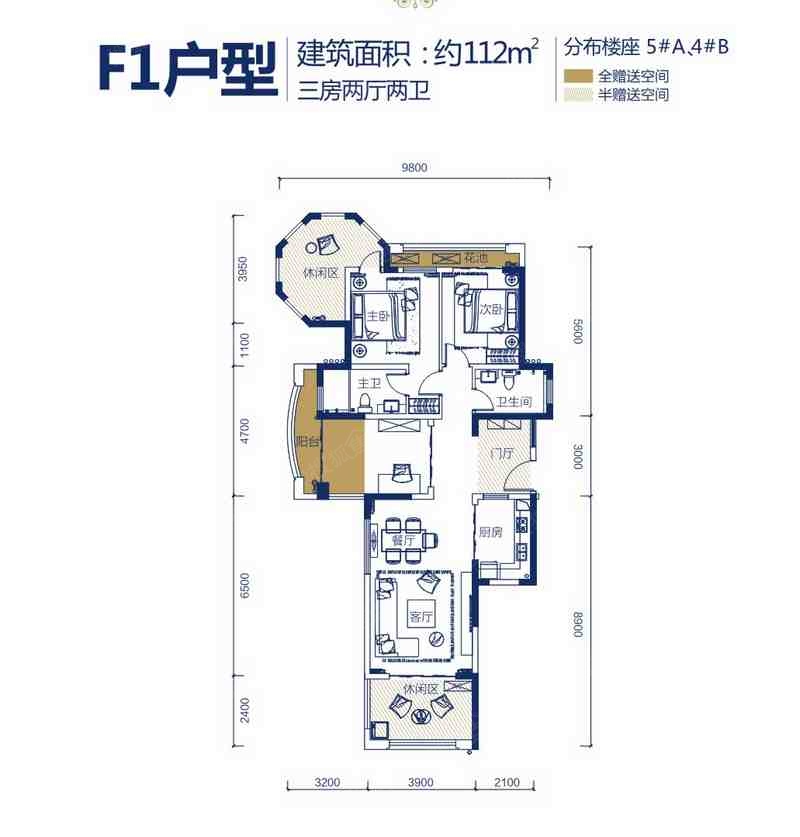 F1户型
建筑面积：约112m²
三房两厅两卫
分布楼座 5#A、4#B
全赠送空间
半赠送空间
9800
3950
1100
4700
6500
2400
5600
3000
8900
休闲区
花池
主卧
次卧
主卫
卫生间
阳台
门厅
餐厅
厨房
客厅
休闲区
3200
3900
2100